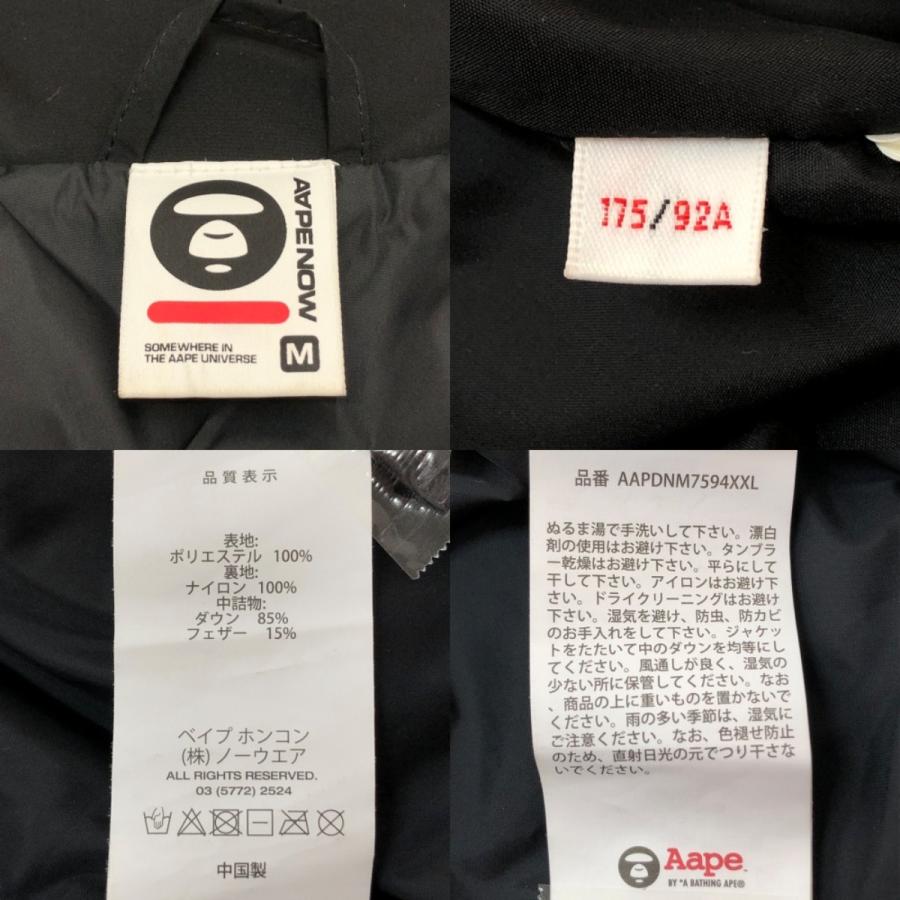 AAPE NOW
SOMEWHERE IN
THE AAPE UNIVERSE
M
175/92A
品質表示
表地:
ポリエステル 100%
裏地:
ナイロン 100%
中詰物:
ダウン 85%
フェザー 15%
ベイプ ホンコン
(株) ノーウエア
ALL RIGHTS RESERVED.
03 (5772) 2524
中国製
品番 AAPDNM7594XXL
ぬるま湯で手洗いして下さい。漂白
剤の使用はお避け下さい。タンブラ
ー乾燥はお避け下さい。平らにして
干して下さい。アイロンはお避け下
さい。ドライクリーニングはお避け
下さい。湿気を避け、防虫、防カビ
のお手入れをして下さい。ジャケッ
トをたたいて中のダウンを均等にし
てください。風通しが良く、湿気の
少ない所に保管してください。なお
、商品の上に重いものを置かないで
ください。雨の多い季節は、湿気に
ご注意ください。なお、色褪せ防止
のため、直射日光の元でつり干さな
いでください。
Aape
BY *A BATHING APE®